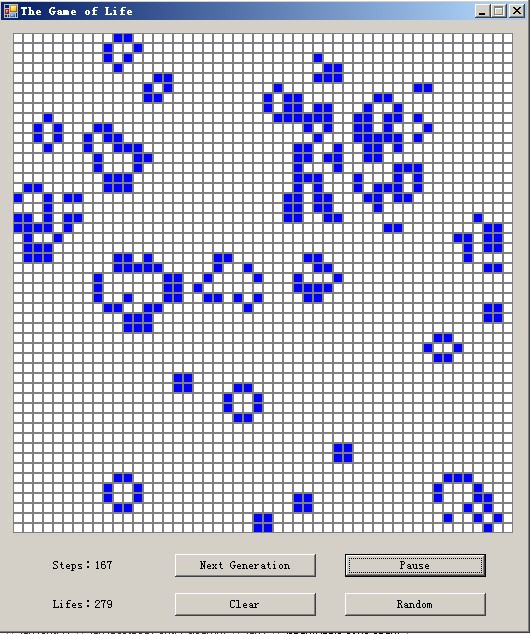 The Game of Life
Steps：167
Next Generation
Pause
Lifes：279
Clear
Random